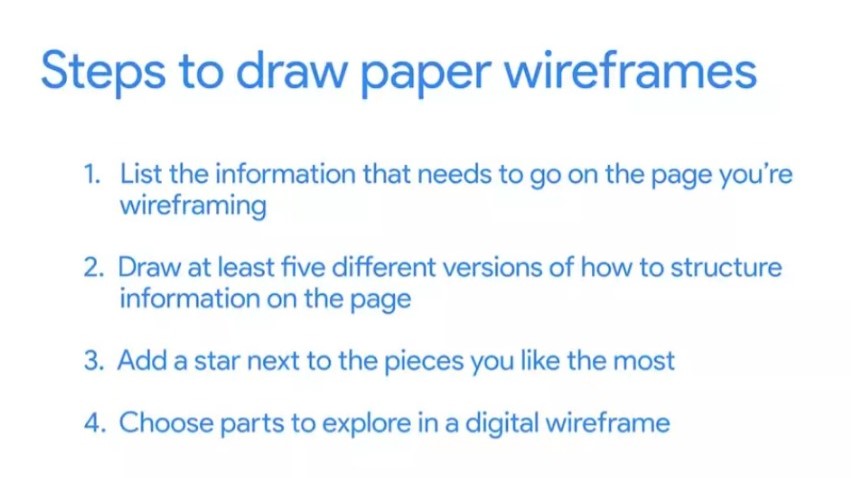 Steps to draw paper wireframes
1. List the information that needs to go on the page you’re
wireframing
2. Draw at least five different versions of how to structure
information on the page
3. Add a star next to the pieces you like the most
4. Choose parts to explore in a digital wireframe